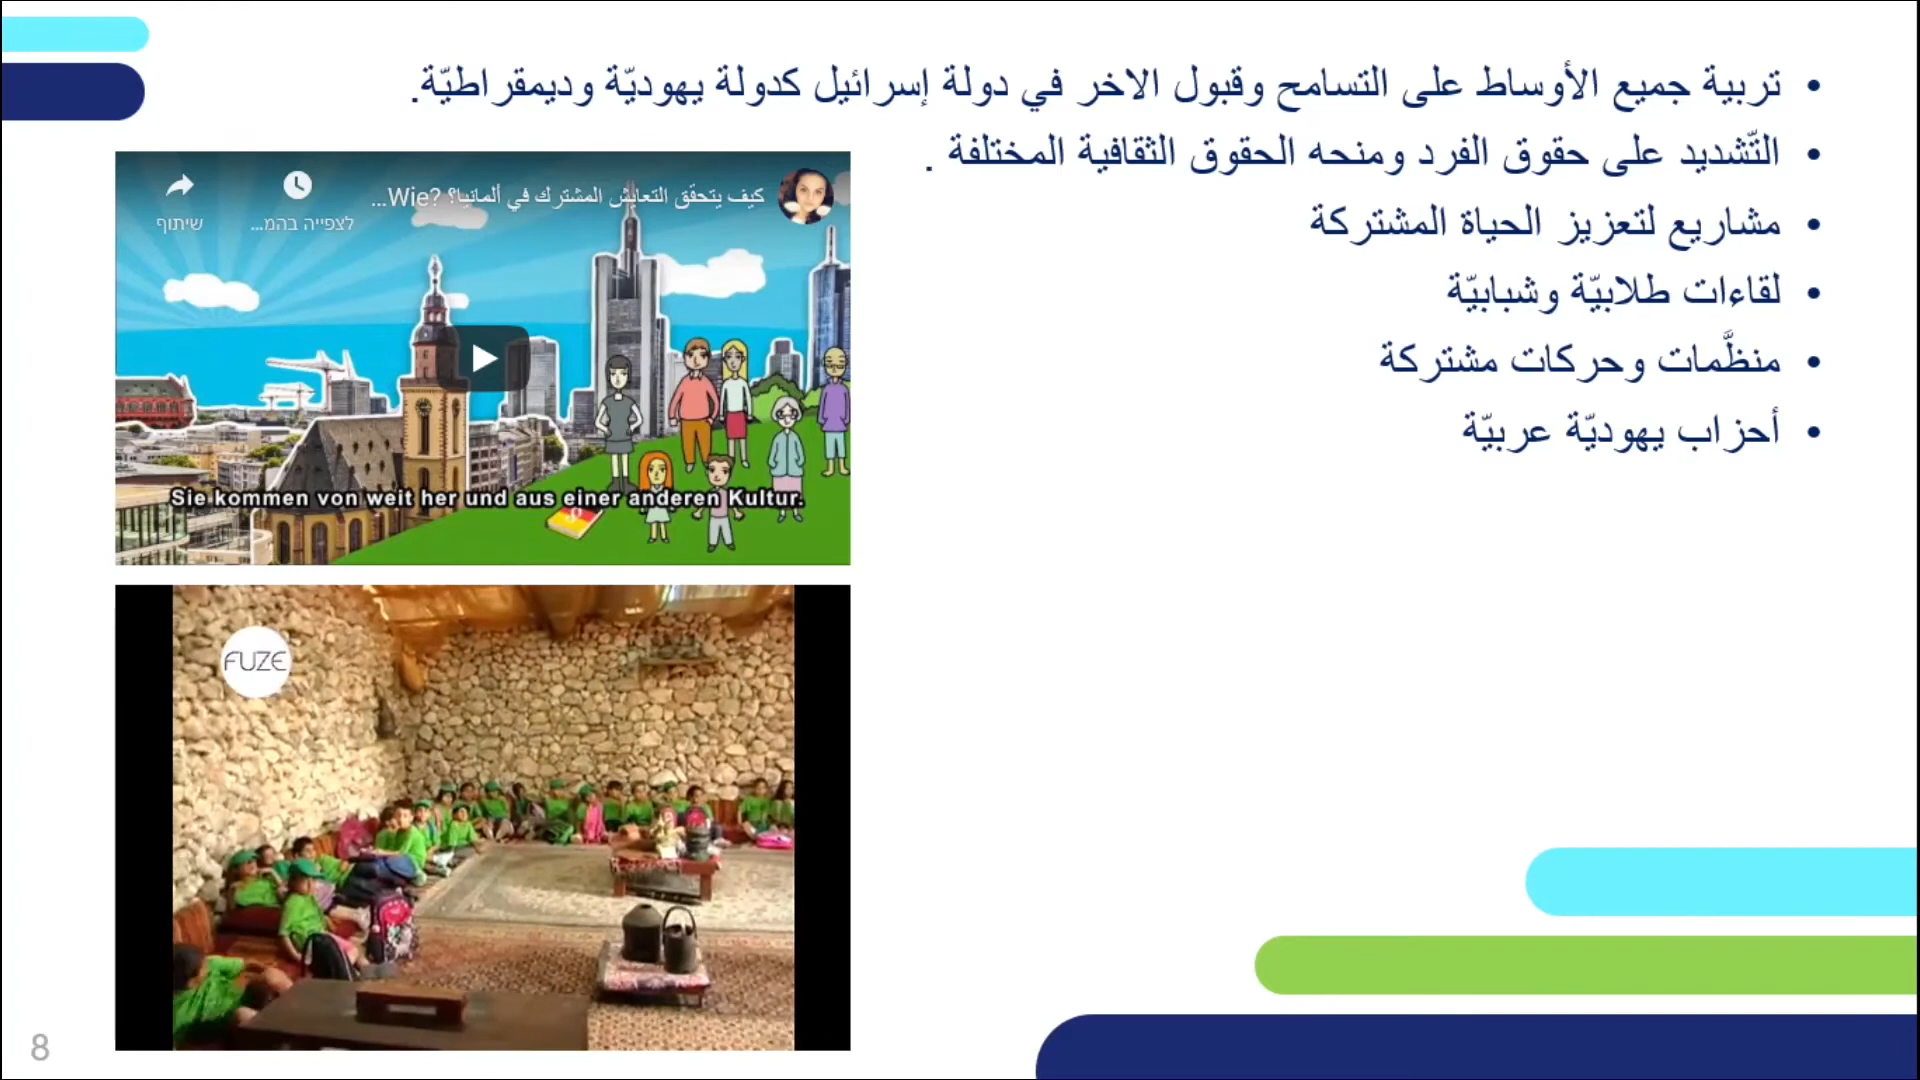 • تربية جميع الأوساط على التسامح وقبول الاخر في دولة إسرائيل كدولة يهوديّة وديمقراطيّة.
• التّشديد على حقوق الفرد ومنحه الحقوق الثقافية المختلفة .
• مشاريع لتعزيز الحياة المشتركة
• لقاءات طلابيّة وشبابيّة
• منظَّمات وحركات مشتركة
• أحزاب يهوديّة عربيّة
كيف يتحقق التعايش المشترك في ألمانيا؟ Wie?...
לצפייה בהמ...
שיתוף
Sie kommen von weit her und aus einer anderen Kultur.
FUZE
8